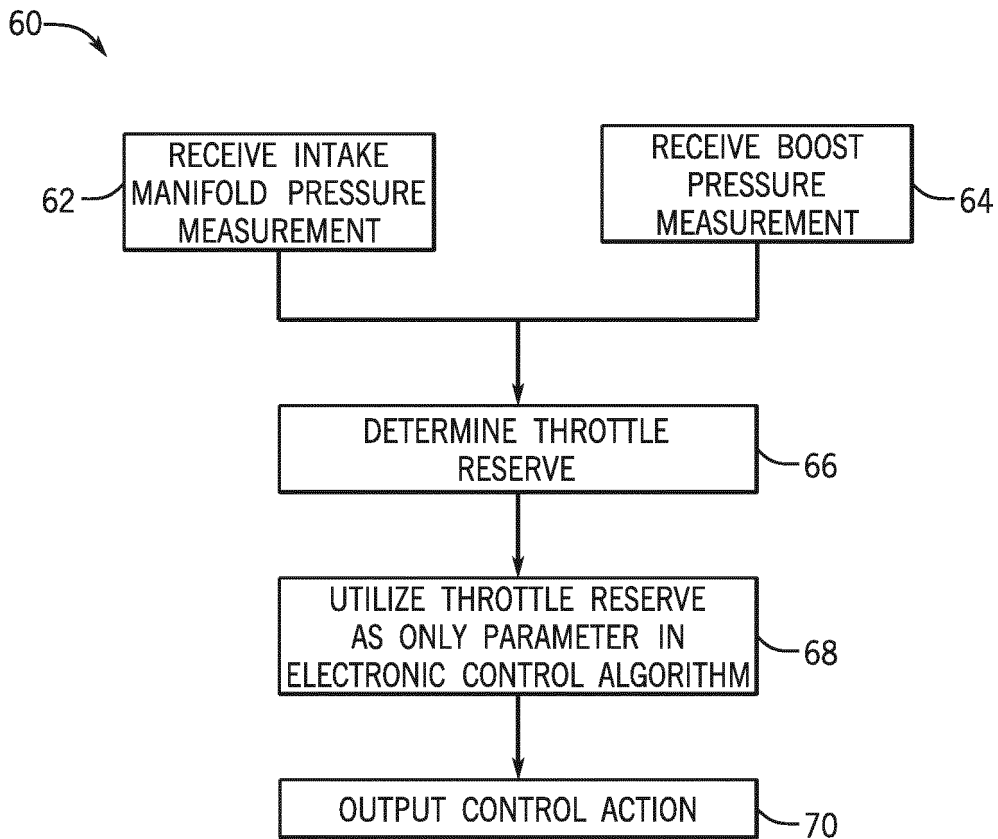 60
RECEIVE INTAKE
MANIFOLD PRESSURE
MEASUREMENT
62
RECEIVE BOOST
PRESSURE
MEASUREMENT
64
DETERMINE THROTTLE
RESERVE
66
UTILIZE THROTTLE RESERVE
AS ONLY PARAMETER IN
ELECTRONIC CONTROL ALGORITHM
68
OUTPUT CONTROL ACTION
70